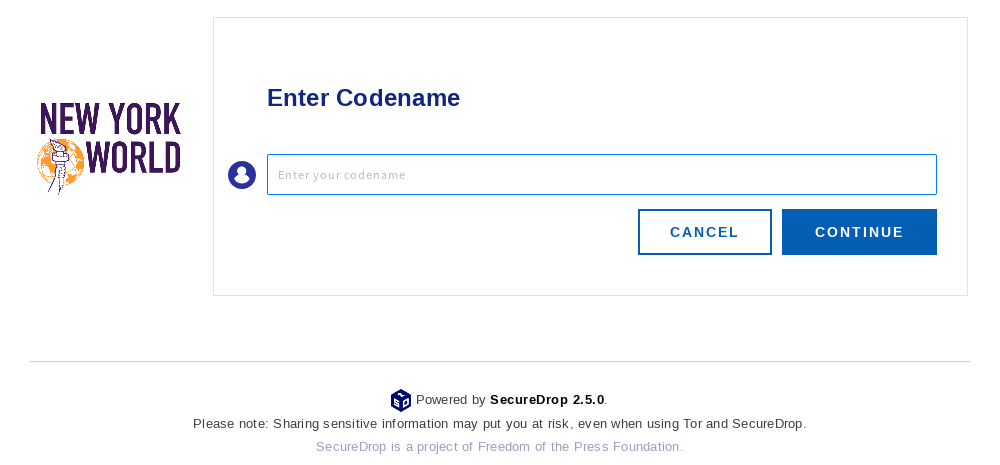 NEW YORK
WORLD
Enter Codename
Enter your codename
CANCEL
CONTINUE
Powered by SecureDrop 2.5.0.
Please note: Sharing sensitive information may put you at risk, even when using Tor and SecureDrop.
SecureDrop is a project of Freedom of the Press Foundation.